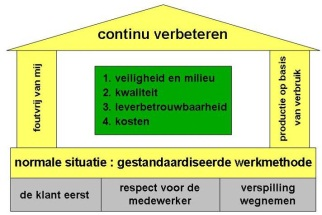 continu verbeteren
foutvrij van mij
1. veiligheid en milieu
2. kwaliteit
3. leverbetrouwbaarheid
4. kosten
productie op basis
van verbruik
normale situatie : gestandaardiseerde werkmethode
de klant eerst
respect voor de
medewerker
verspilling
wegnemen